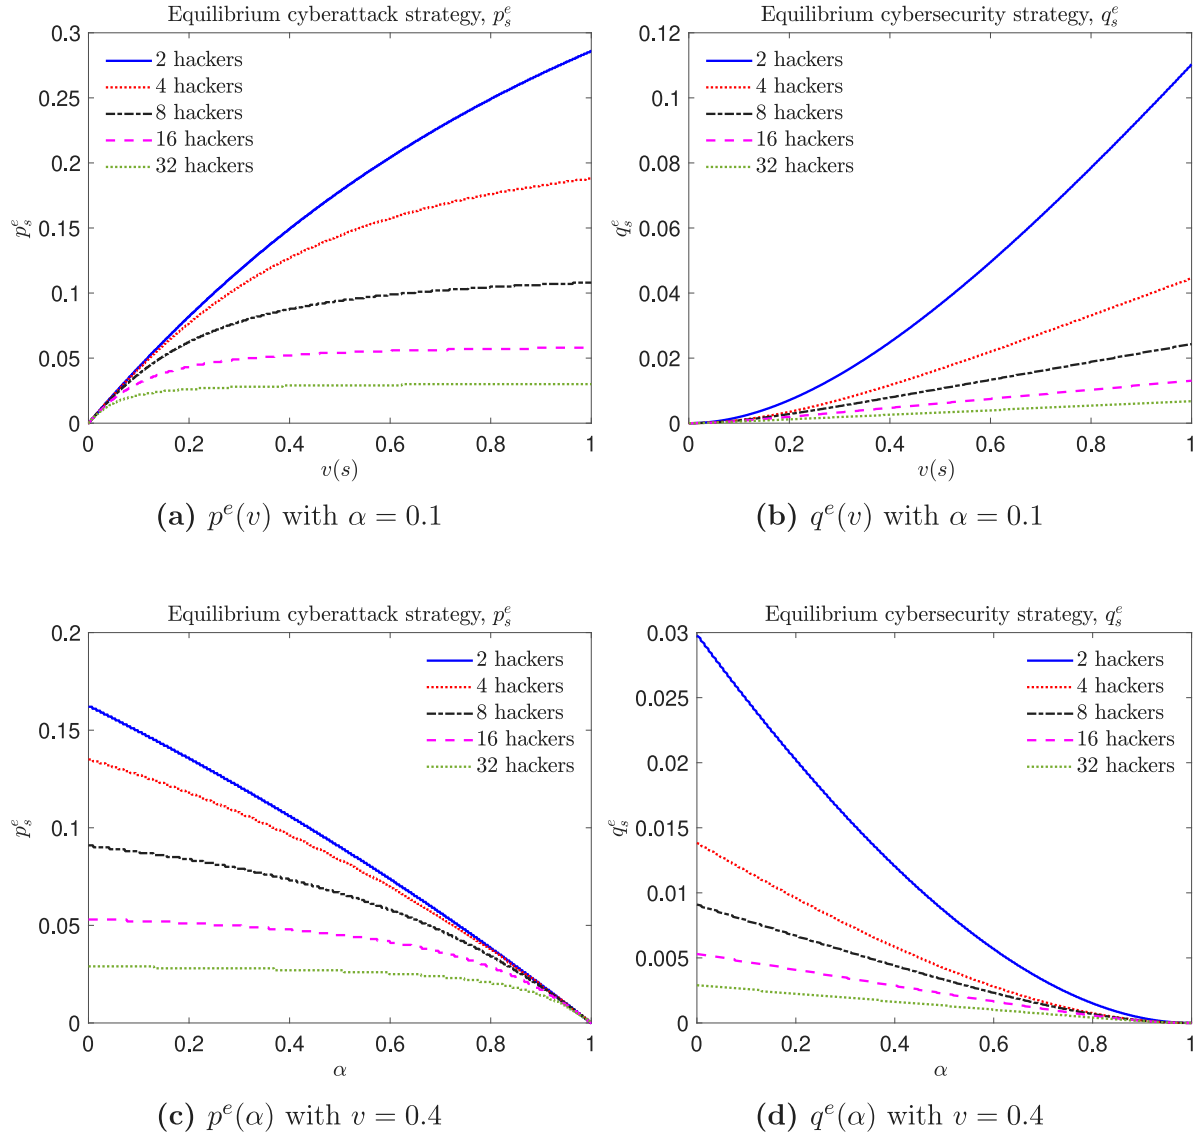 Equilibrium cyberattack strategy, p_s^e
0.3
0.25
0.2
0.15
0.1
0.05
0
p_s^e
2 hackers
4 hackers
8 hackers
16 hackers
32 hackers
0 0.2 0.4 0.6 0.8 1
v(s)
(a) p^e(v) with α = 0.1
Equilibrium cybersecurity strategy, q_s^e
0.12
0.1
0.08
0.06
0.04
0.02
0
q_s^e
2 hackers
4 hackers
8 hackers
16 hackers
32 hackers
0 0.2 0.4 0.6 0.8 1
v(s)
(b) q^e(v) with α = 0.1
Equilibrium cyberattack strategy, p_s^e
0.2
0.15
0.1
0.05
0
p_s^e
2 hackers
4 hackers
8 hackers
16 hackers
32 hackers
0 0.2 0.4 0.6 0.8 1
α
(c) p^e(α) with v = 0.4
Equilibrium cybersecurity strategy, q_s^e
0.03
0.025
0.02
0.015
0.01
0.005
0
q_s^e
2 hackers
4 hackers
8 hackers
16 hackers
32 hackers
0 0.2 0.4 0.6 0.8 1
α
(d) q^e(α) with v = 0.4